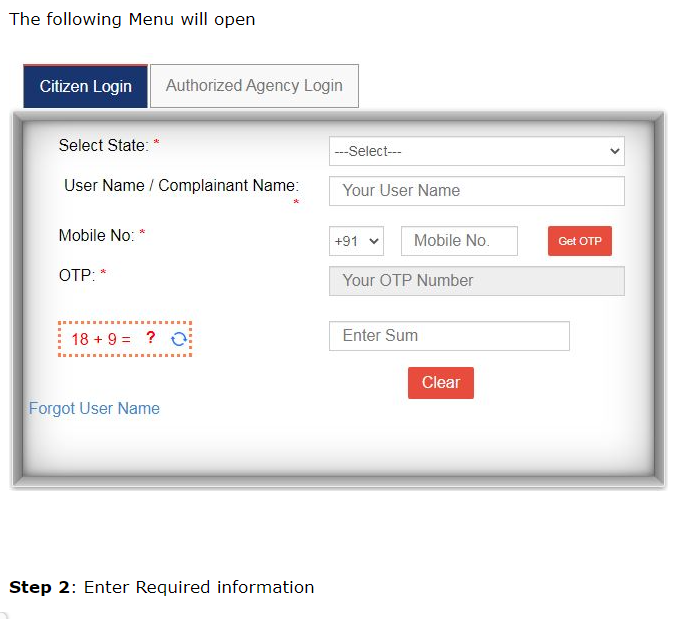 The following Menu will open
Citizen Login
Authorized Agency Login
Select State: *
---Select---
User Name / Complainant Name: *
Your User Name
Mobile No: *
+91
Mobile No.
Get OTP
OTP: *
Your OTP Number
18 + 9 = ?
Enter Sum
Clear
Forgot User Name
Step 2: Enter Required information